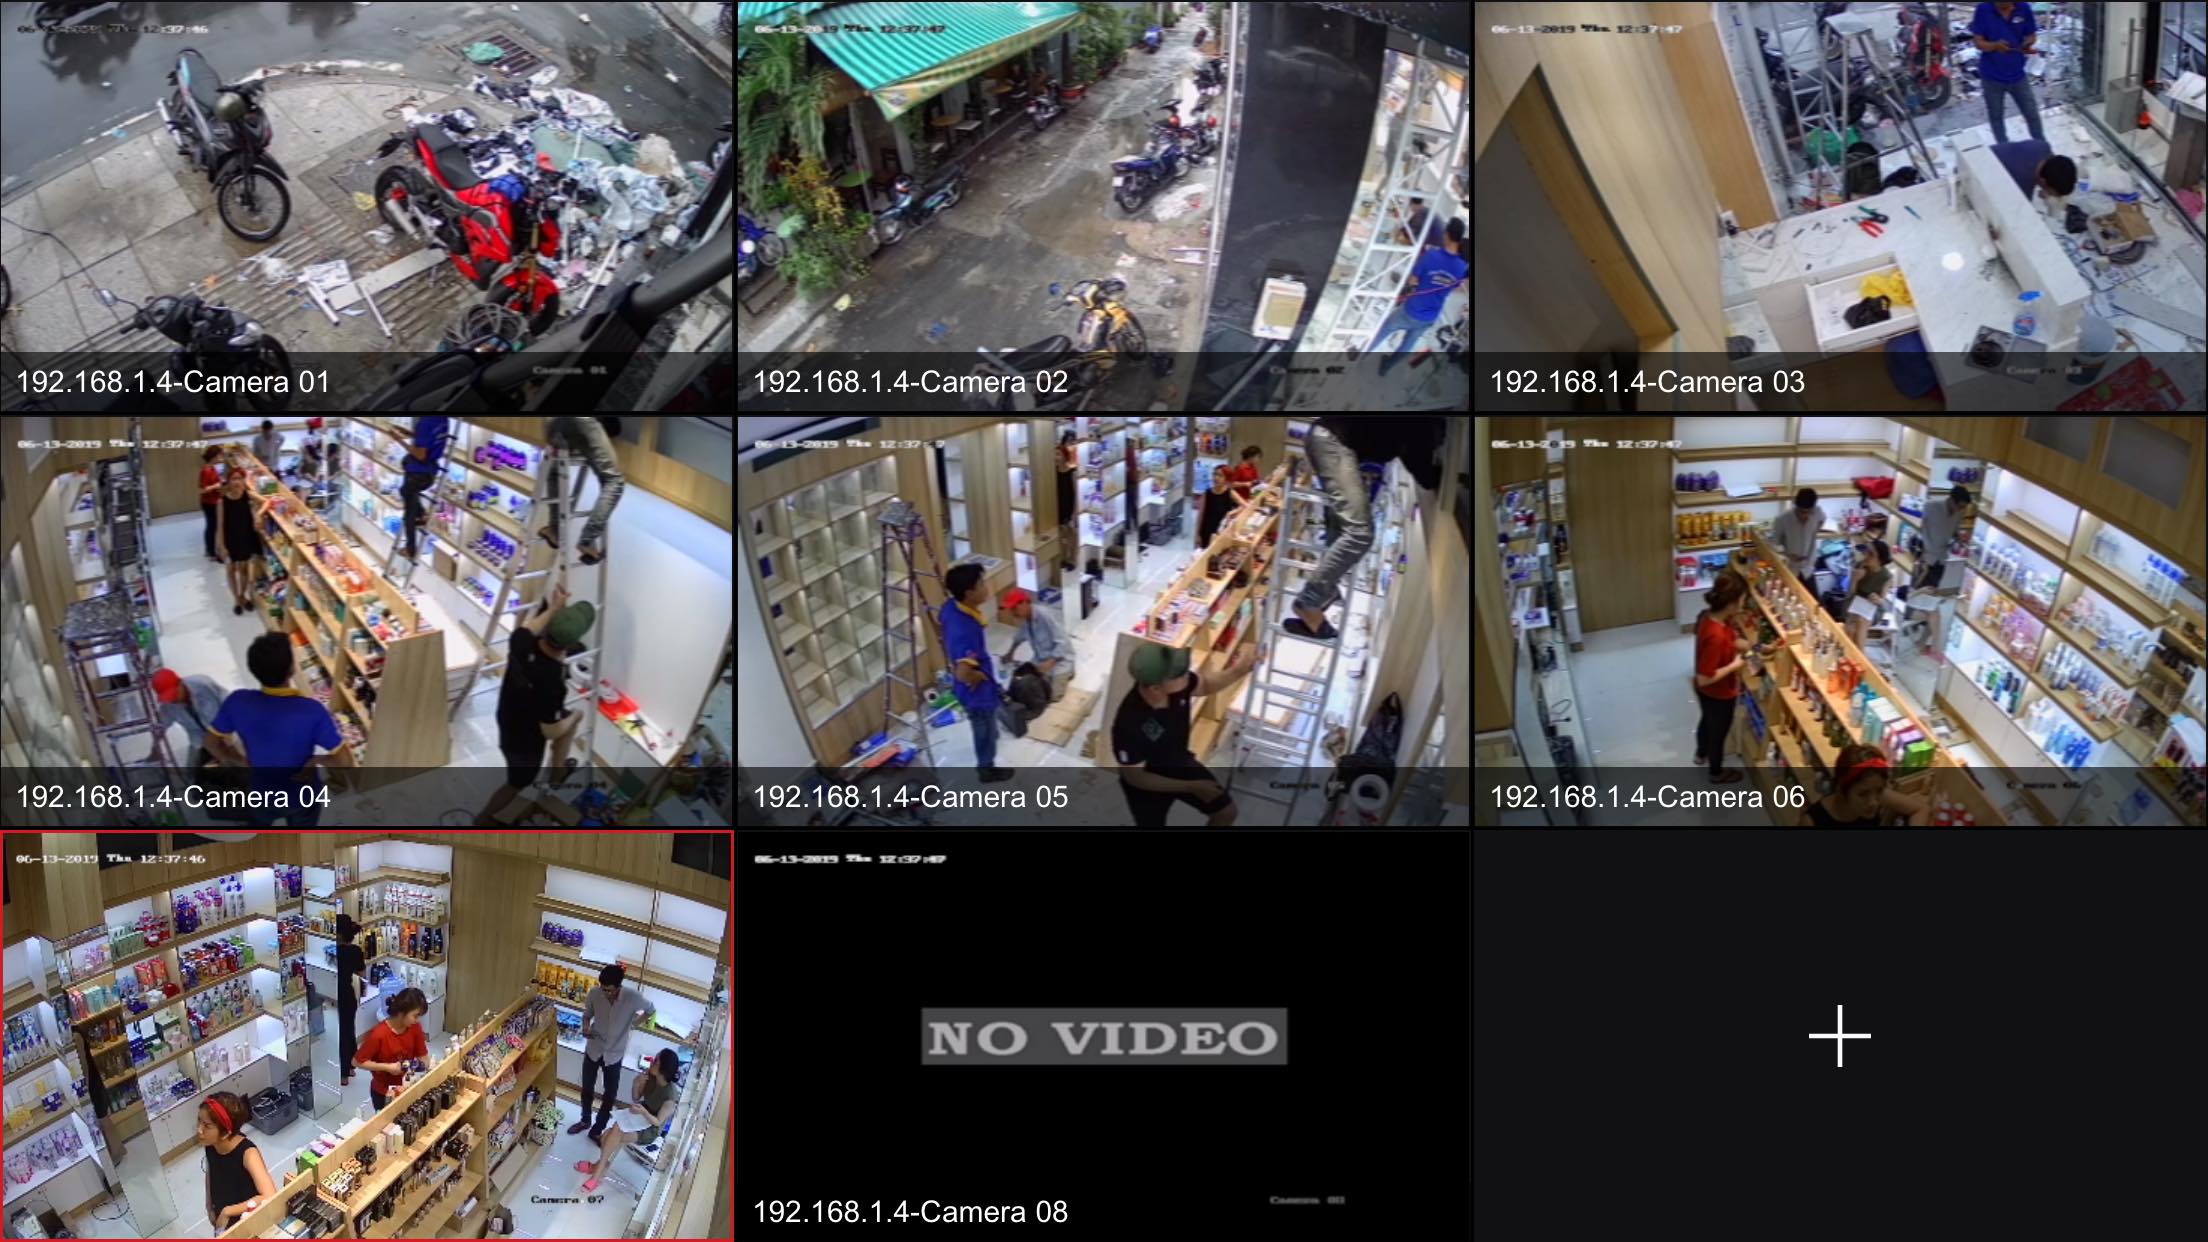 06-13-2019 Thu 12:37:46
192.168.1.4-Camera 01
Camera 01
06-13-2019 Thu 12:37:47
192.168.1.4-Camera 02
Camera 02
06-13-2019 Thu 12:37:47
192.168.1.4-Camera 03
Camera 03
06-13-2019 Thu 12:37:47
192.168.1.4-Camera 04
Camera 04
06-13-2019 Thu 12:37:47
192.168.1.4-Camera 05
Camera 05
06-13-2019 Thu 12:37:47
192.168.1.4-Camera 06
Camera 06
06-13-2019 Thu 12:37:46
Camera 07
06-13-2019 Thu 12:37:47
NO VIDEO
192.168.1.4-Camera 08
Camera 08